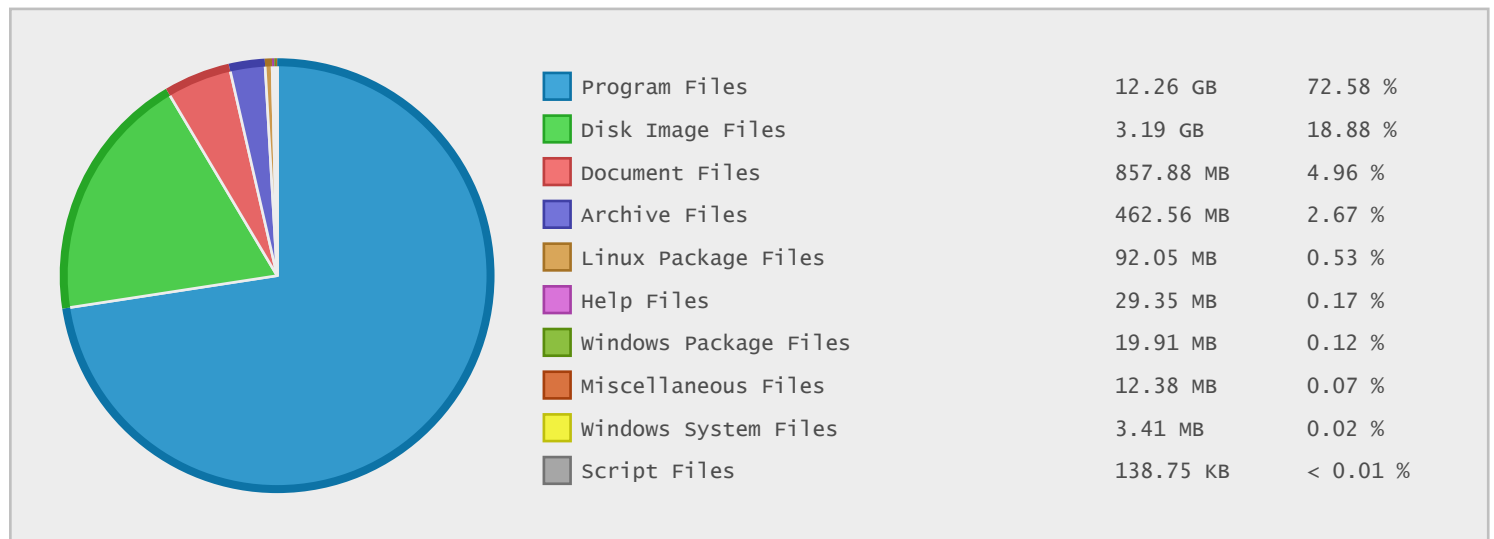 Program Files 12.26 GB 72.58 %
Disk Image Files 3.19 GB 18.88 %
Document Files 857.88 MB 4.96 %
Archive Files 462.56 MB 2.67 %
Linux Package Files 92.05 MB 0.53 %
Help Files 29.35 MB 0.17 %
Windows Package Files 19.91 MB 0.12 %
Miscellaneous Files 12.38 MB 0.07 %
Windows System Files 3.41 MB 0.02 %
Script Files 138.75 KB < 0.01 %